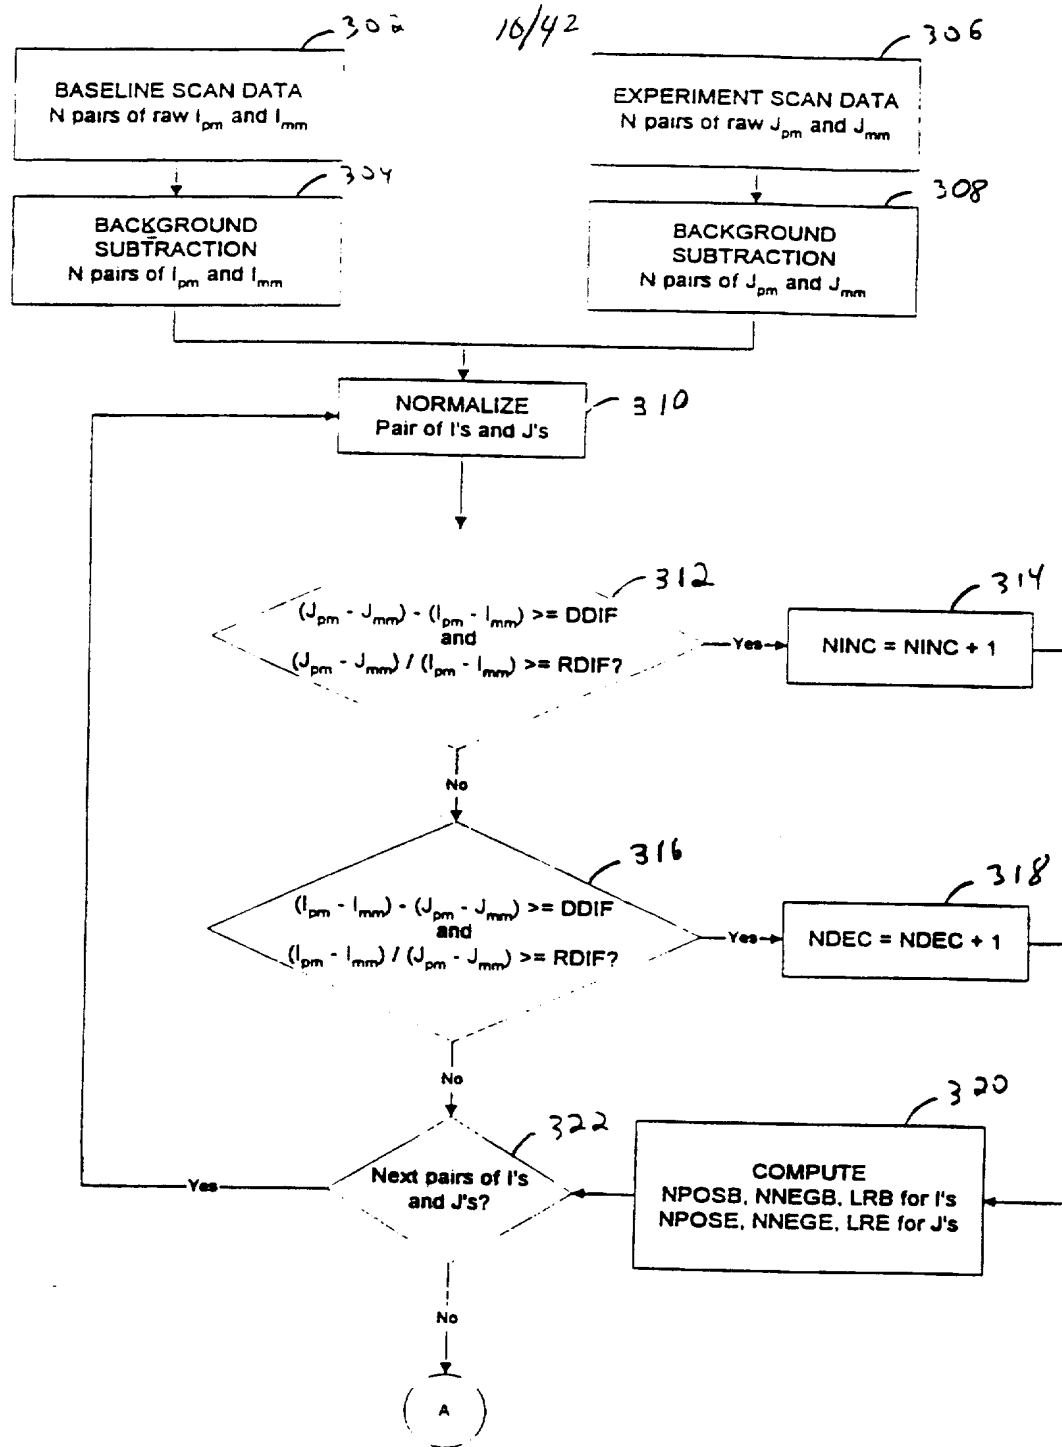 10/42
302
BASELINE SCAN DATA
N pairs of raw Ipm and Imm
306
EXPERIMENT SCAN DATA
N pairs of raw Jpm and Jmm
304
BACKGROUND
SUBTRACTION
N pairs of Ipm and Imm
308
BACKGROUND
SUBTRACTION
N pairs of Jpm and Jmm
310
NORMALIZE
Pair of I's and J's
312
(Jpm - Jmm) - (Ipm - Imm) >= DDIF
and
(Jpm - Jmm) / (Ipm - Imm) >= RDIF?
Yes
314
NINC = NINC + 1
No
316
(Ipm - Imm) - (Jpm - Jmm) >= DDIF
and
(Ipm - Imm) / (Jpm - Jmm) >= RDIF?
Yes
318
NDEC = NDEC + 1
No
320
COMPUTE
NPOSB, NNEGB, LRB for I's
NPOSE, NNEGE, LRE for J's
322
Next pairs of I's
and J's?
Yes
No
A